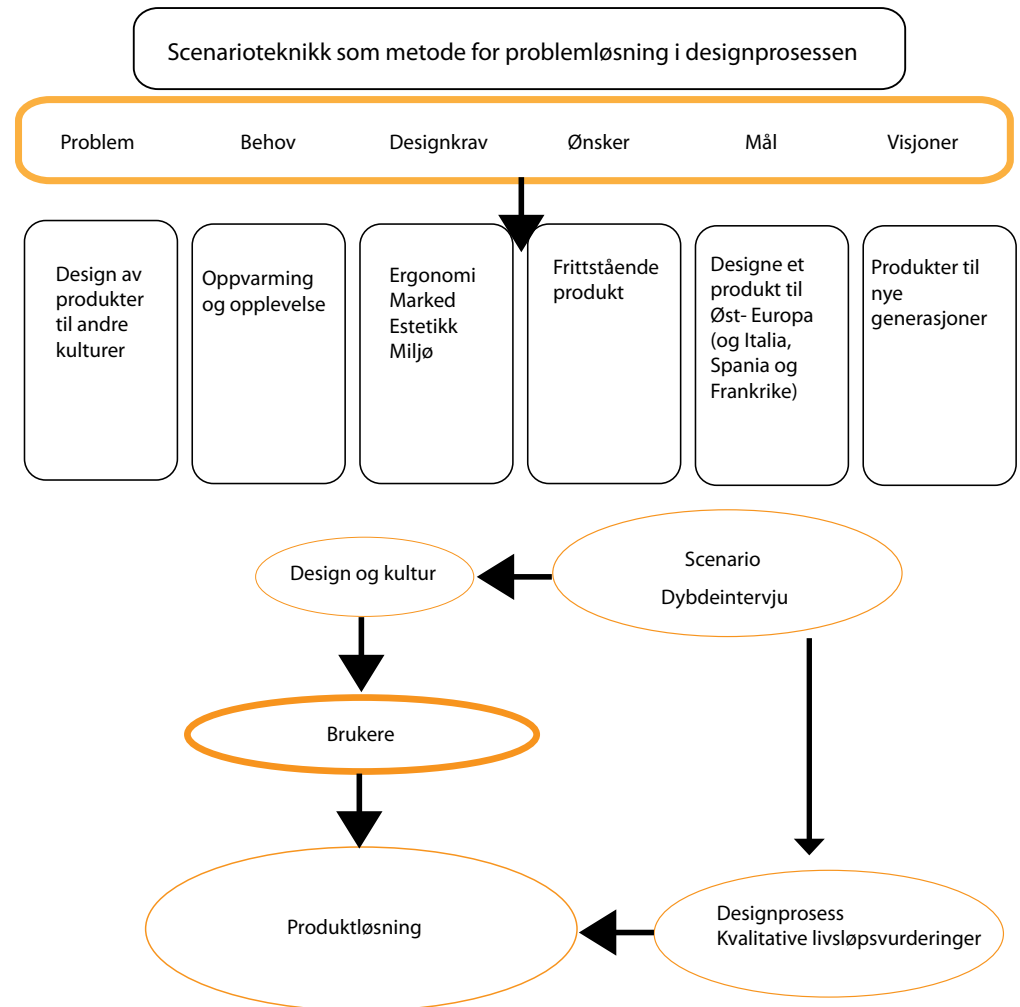 Scenarioteknikk som metode for problemløsning i designprosessen
Problem
Behov
Designkrav
Ønsker
Mål
Visjoner
Design av
produkter
til andre
kulturer
Oppvarming
og opplevelse
Ergonomi
Marked
Estetikk
Miljø
Frittstående
produkt
Designe et
produkt til
Øst- Europa
(og Italia,
Spania og
Frankrike)
Produkter til
nye
generasjoner
Scenario
Dybdeintervju
Design og kultur
Brukere
Produktløsning
Designprosess
Kvalitative livsløpsvurderinger